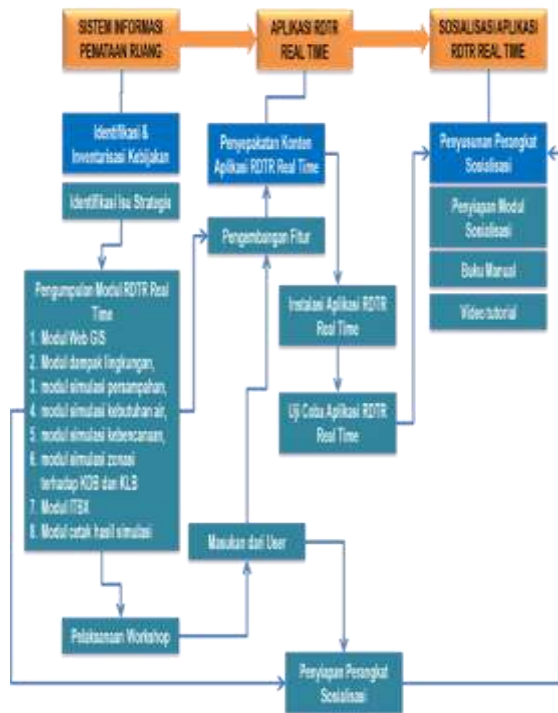 SISTEM INFORMASI
PENATAAN RUANG
APLIKASI RDTR
REAL TIME
SOSIALISASI APLIKASI
RDTR REAL TIME
Identifikasi &
Inventarisasi Kebijakan
Identifikasi Isu Strategis
Pengumpulan Modul RDTR Real
Time
1. Modul Web GIS
2. Modul dampak lingkungan,
3. modul simulasi persampahan,
4. modul simulasi kebutuhan air,
5. modul simulasi kebencanaan,
6. modul simulasi zonasi
terhadap KDB dan KLB
7. Modul ITBX
8. Modul cetak hasil simulasi
Pelaksanaan Workshop
Penyepakatan Konten
Aplikasi RDTR Real Time
Pengembangan Fitur
Instalasi Aplikasi RDTR
Real Time
Uji Coba Aplikasi RDTR
Real Time
Masukan dari User
Penyiapan Perangkat
Sosialisasi
Penyusunan Perangkat
Sosialisasi
Penyiapan Modul
Sosialisasi
Buku Manual
Video tutorial